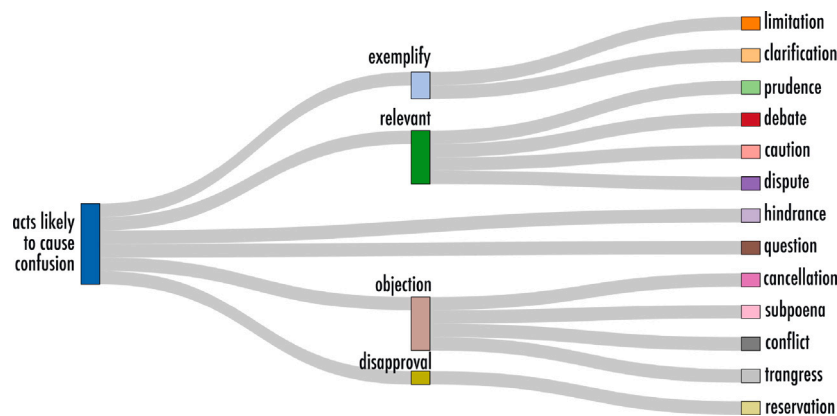 acts likely
to cause
confusion
exemplify
relevant
objection
disapproval
limitation
clarification
prudence
debate
caution
dispute
hindrance
question
cancellation
subpoena
conflict
trangress
reservation